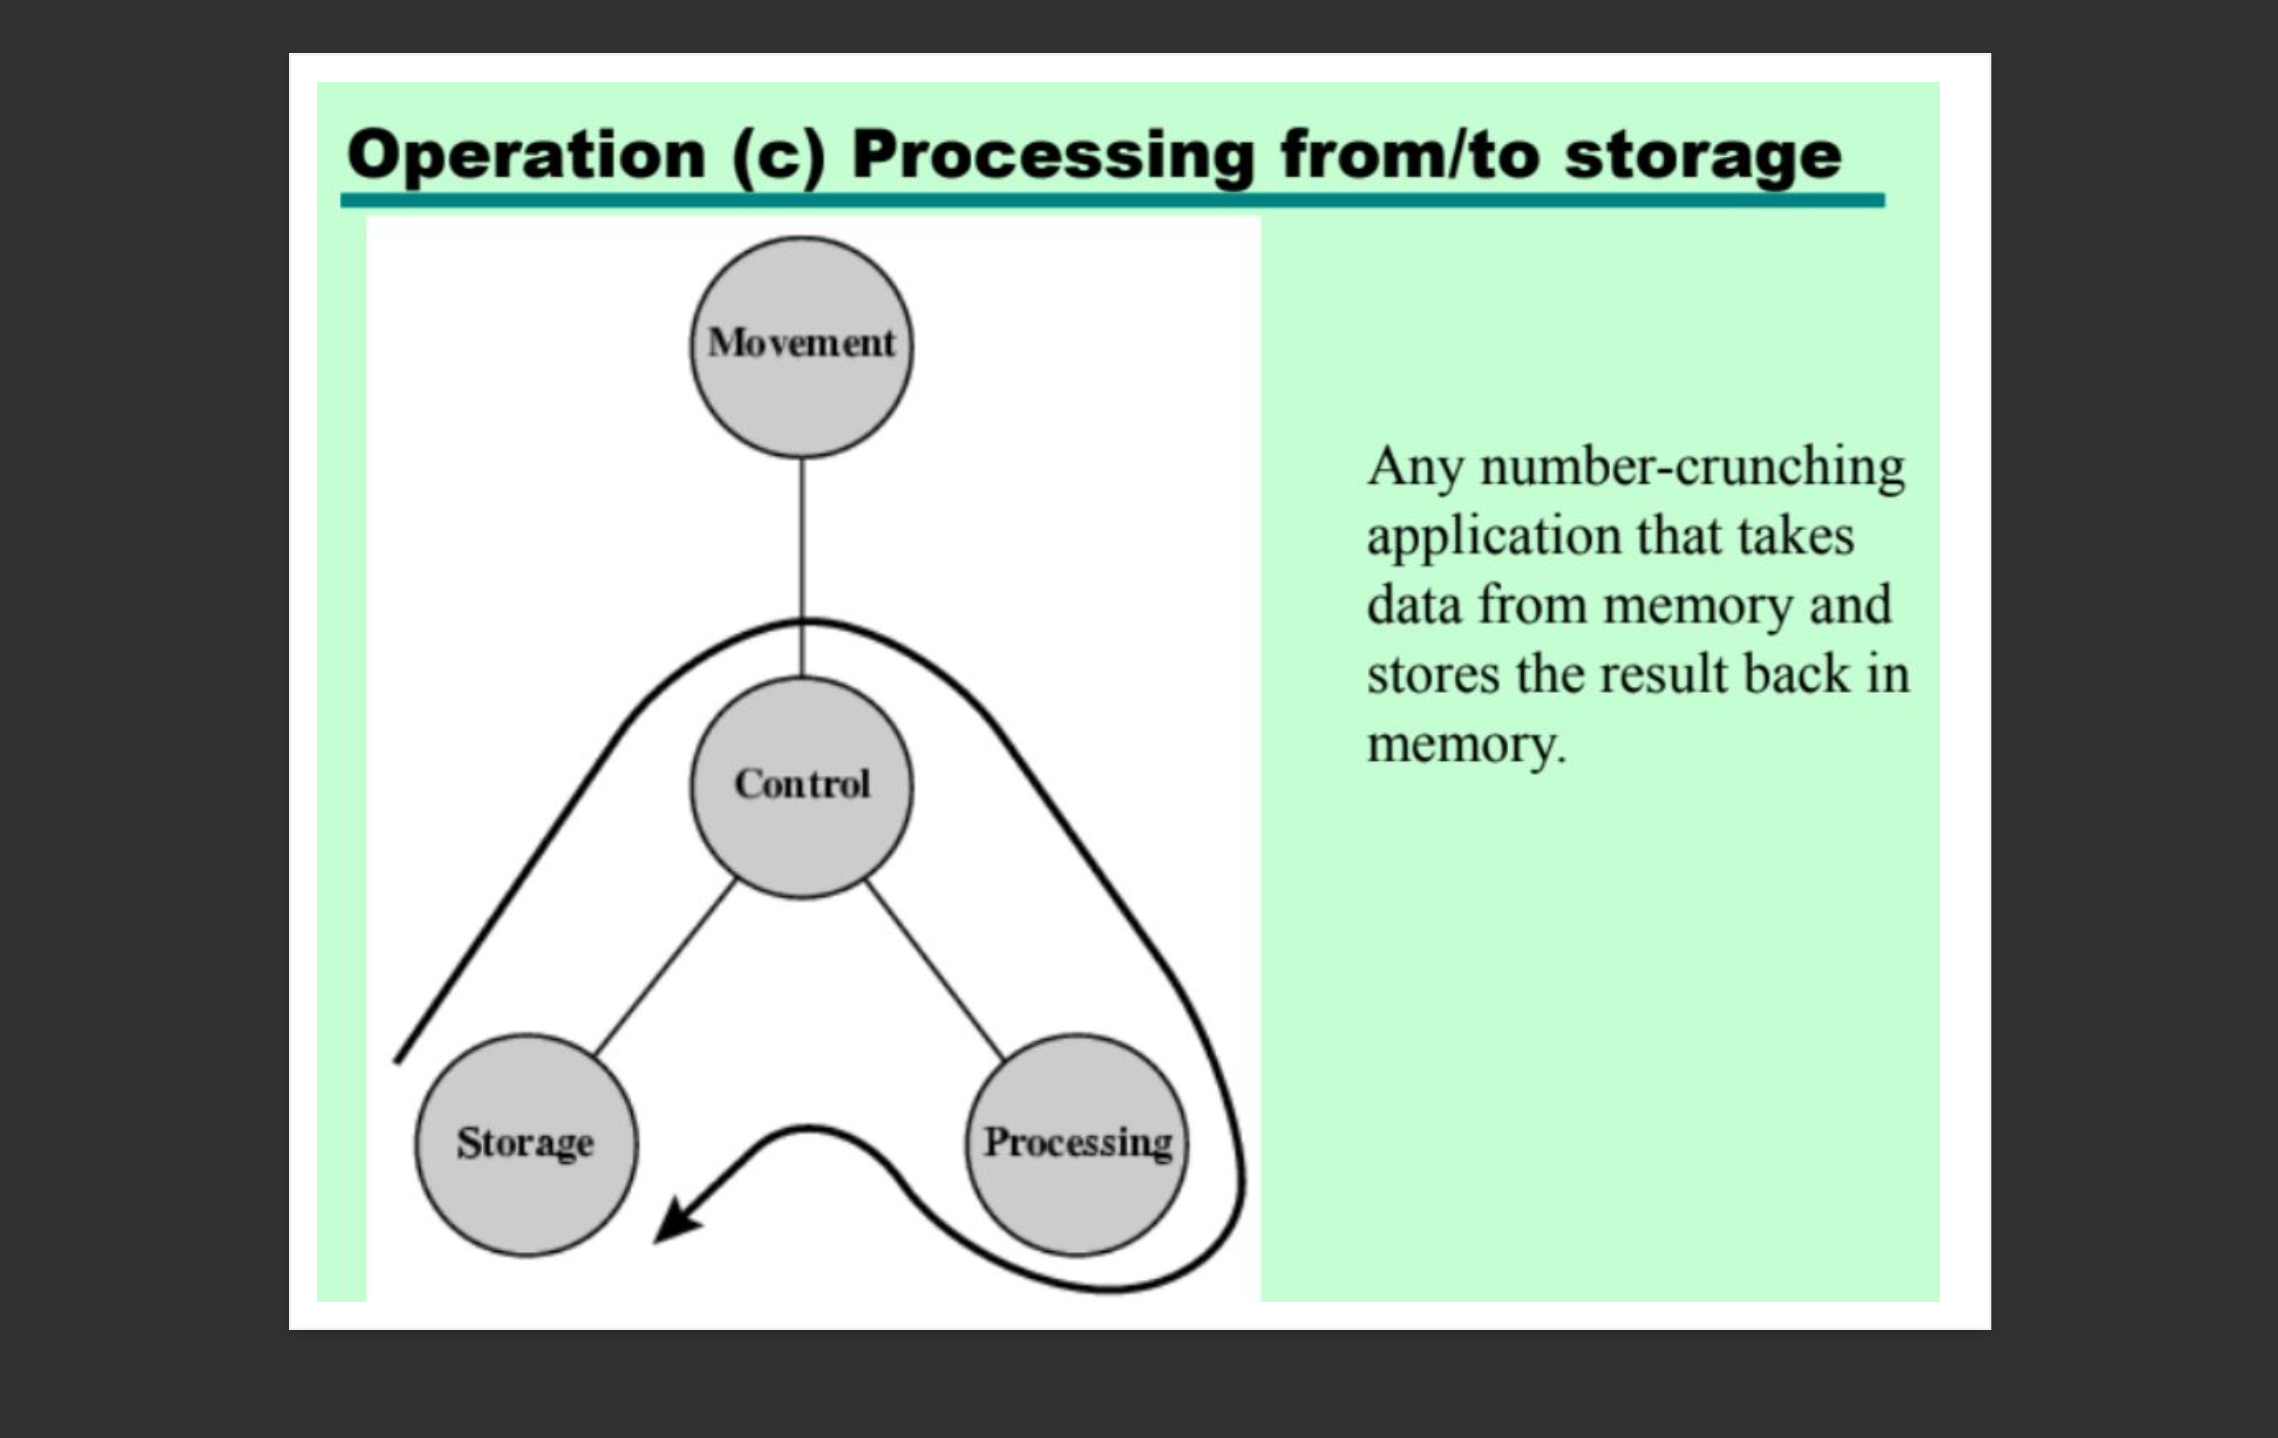 Operation (c) Processing from/to storage
Movement
Control
Storage
Processing
Any number-crunching
application that takes
data from memory and
stores the result back in
memory.